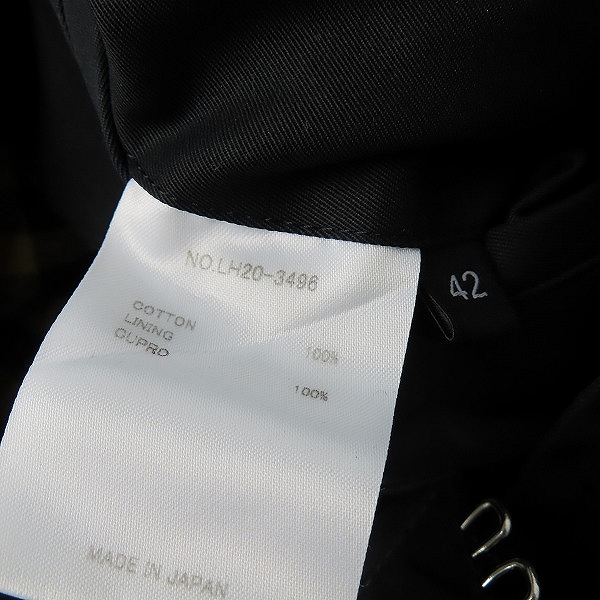 NO.LH20-3496
COTTON 100%
LINING
CUPRO 100%
MADE IN JAPAN
42